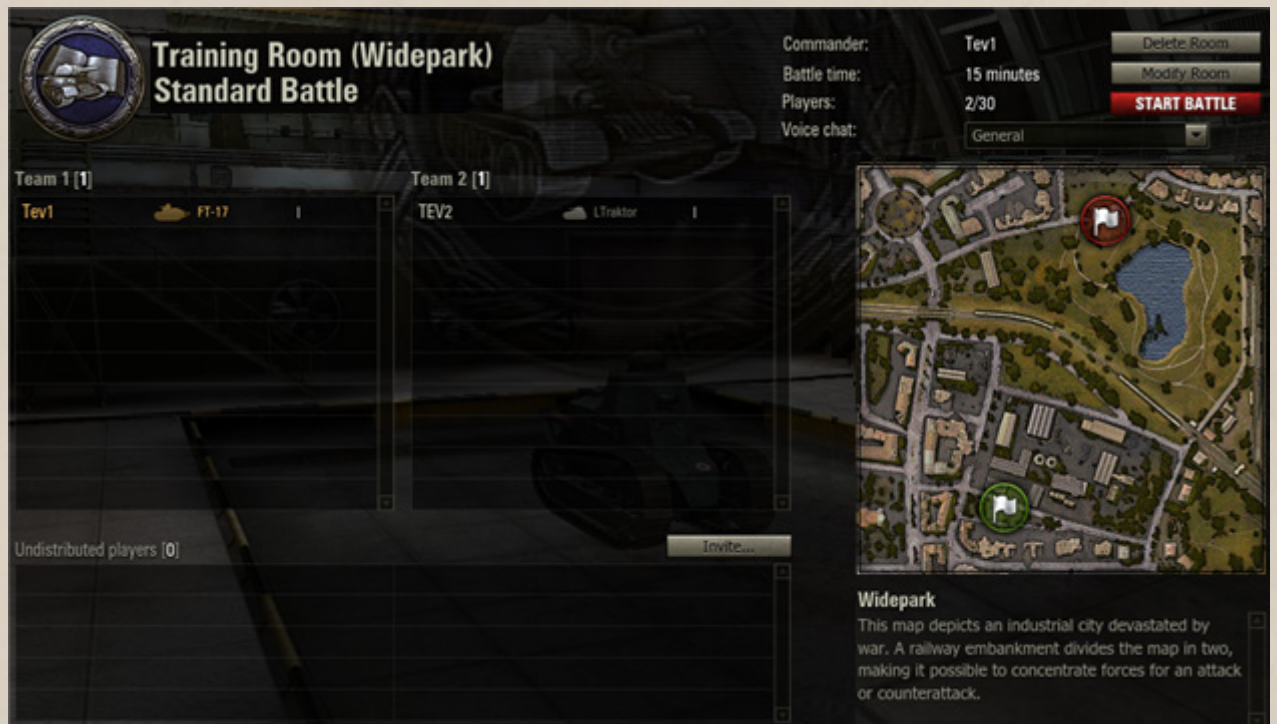 Training Room (Widepark)
Standard Battle
Commander: Tev1
Battle time: 15 minutes
Players: 2/30
Voice chat: General
Delete Room
Modify Room
START BATTLE
Team 1 [1]
Tev1 FT-17 I
Team 2 [1]
TEV2 LTraktor I
Undistributed players [0]
Invite...
Widepark
This map depicts an industrial city devastated by
war. A railway embankment divides the map in two,
making it possible to concentrate forces for an attack
or counterattack.